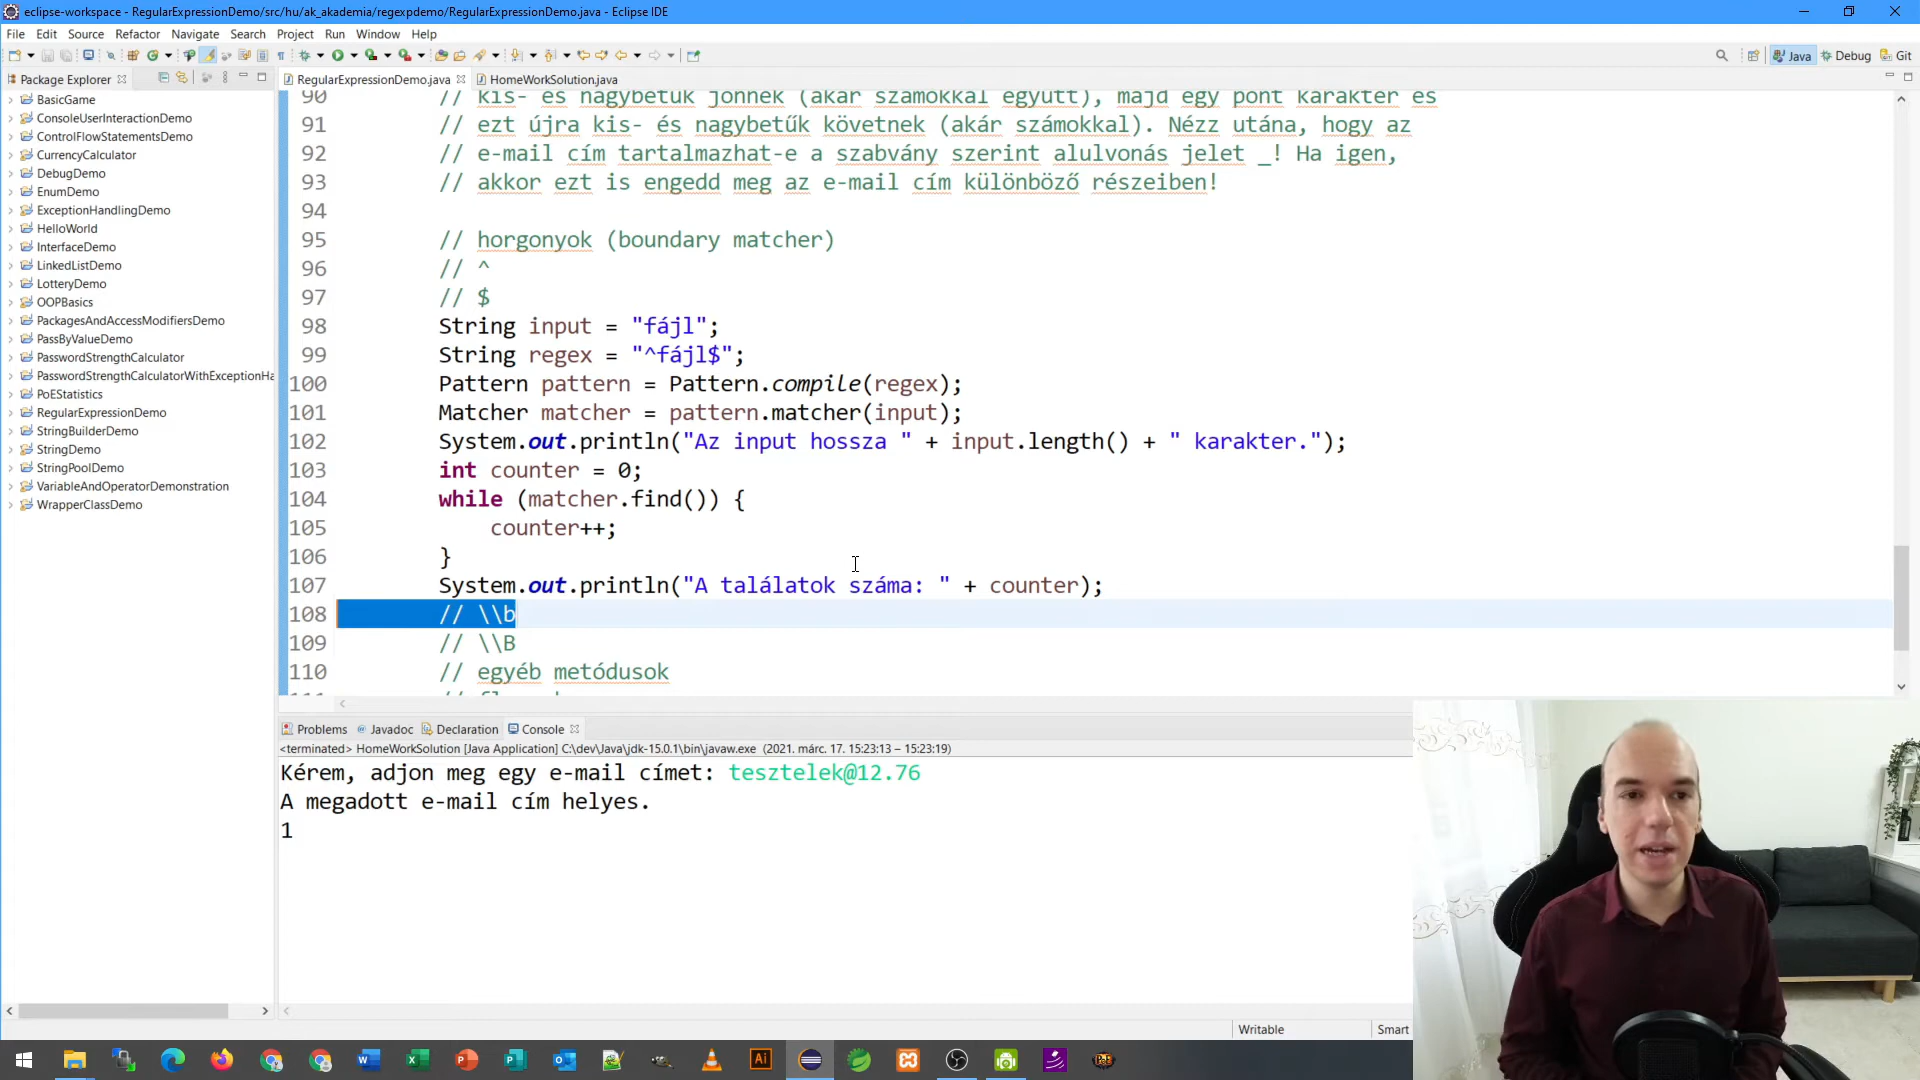 eclipse-workspace - RegularExpressionDemo/src/hu/ak_akademia/regexpdemo/RegularExpressionDemo.java - Eclipse IDE
File Edit Source Refactor Navigate Search Project Run Window Help
Java Debug Git
Package Explorer
RegularExpressionDemo.java HomeWorkSolution.java
BasicGame
ConsoleUserInteractionDemo
ControlFlowStatementsDemo
CurrencyCalculator
DebugDemo
EnumDemo
ExceptionHandlingDemo
HelloWorld
InterfaceDemo
LinkedListDemo
LotteryDemo
OOPBasics
PackagesAndAccessModifiersDemo
PassByValueDemo
PasswordStrengthCalculator
PasswordStrengthCalculatorWithExceptionHa
PoEStatistics
RegularExpressionDemo
StringBuilderDemo
StringDemo
StringPoolDemo
VariableAndOperatorDemonstration
WrapperClassDemo
90 // kis- és nagybetűk jönnek (akár számokkal együtt), majd egy pont karakter és
91 // ezt újra kis- és nagybetűk követnek (akár számokkal). Nézz utána, hogy az
92 // e-mail cím tartalmazhat-e a szabvány szerint alulvonás jelet _! Ha igen,
93 // akkor ezt is engedd meg az e-mail cím különböző részeiben!
94
95 // horgonyok (boundary matcher)
96 // ^
97 // $
98 String input = "fájl";
99 String regex = "^fájl$";
100 Pattern pattern = Pattern.compile(regex);
101 Matcher matcher = pattern.matcher(input);
102 System.out.println("Az input hossza " + input.length() + " karakter.");
103 int counter = 0;
104 while (matcher.find()) {
105 counter++;
106 }
107 System.out.println("A találatok száma: " + counter);
108 // \\b
109 // \\B
110 // egyéb metódusok
Problems Javadoc Declaration Console
<terminated> HomeWorkSolution [Java Application] C:\dev\Java\jdk-15.0.1\bin\javaw.exe (2021. márc. 17. 15:23:13 – 15:23:19)
Kérem, adjon meg egy e-mail címet: tesztelek@12.76
A megadott e-mail cím helyes.
1
Writable Smart